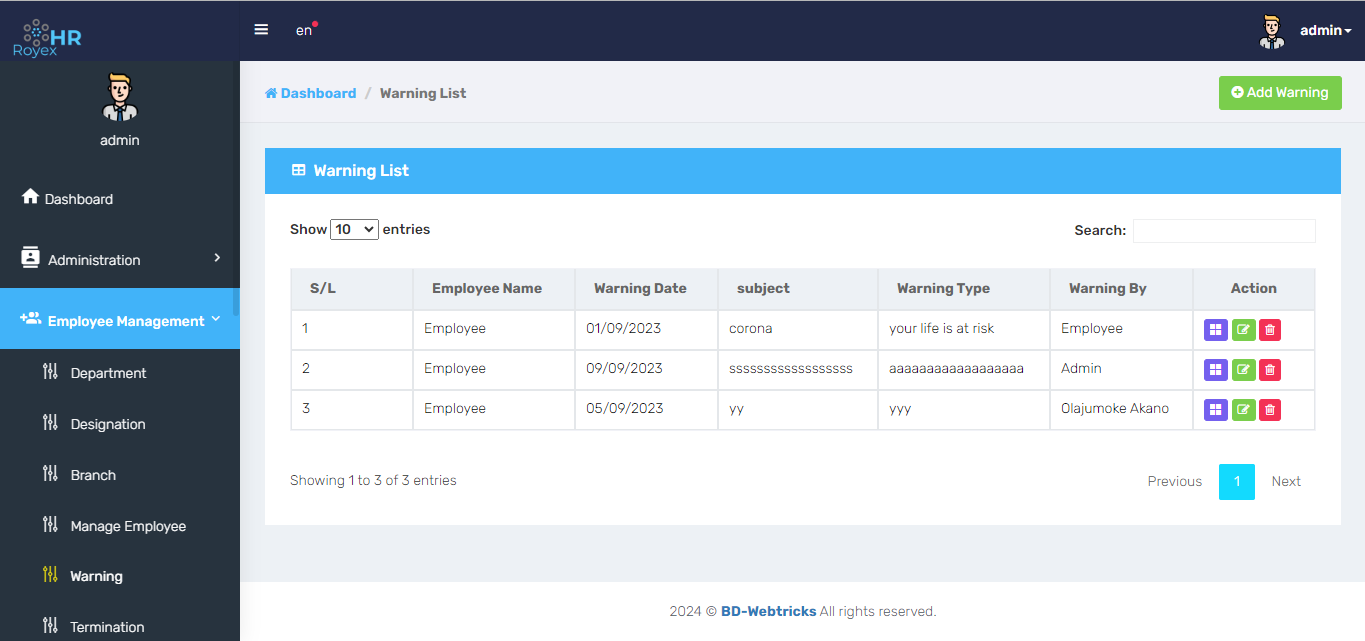 HR
Royex
en
admin
admin
Dashboard
Administration
Employee Management
Department
Designation
Branch
Manage Employee
Warning
Termination
Dashboard / Warning List
Add Warning
Warning List
Show 10 entries
Search:
S/L Employee Name Warning Date subject Warning Type Warning By Action
1 Employee 01/09/2023 corona your life is at risk Employee
2 Employee 09/09/2023 ssssssssssssssssss aaaaaaaaaaaaaaaaaa Admin
3 Employee 05/09/2023 yy yyy Olajumoke Akano
Showing 1 to 3 of 3 entries
Previous 1 Next
2024 © BD-Webtricks All rights reserved.